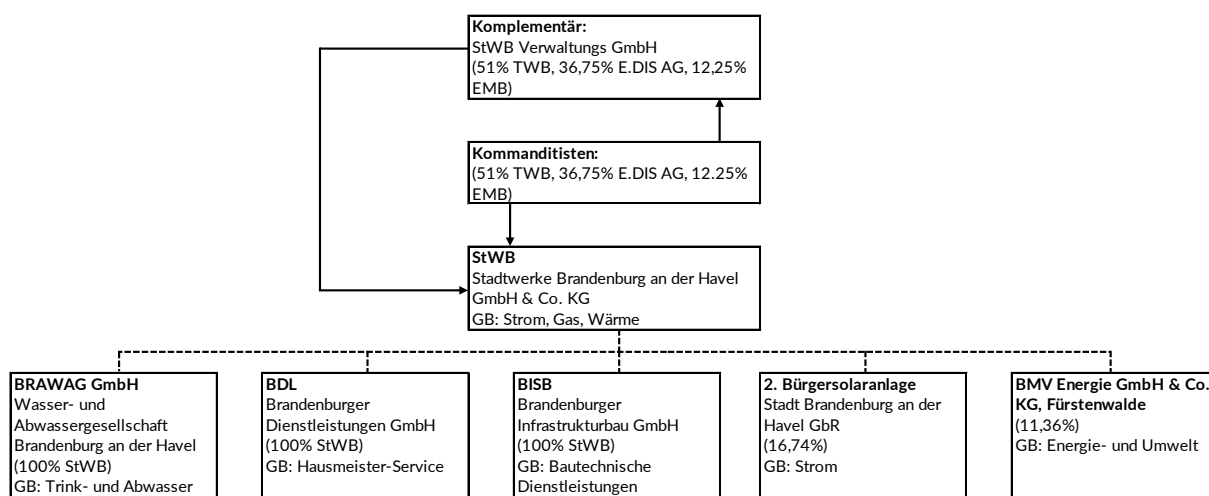 Komplementär:
StWB Verwaltungs GmbH
(51% TWB, 36,75% E.DIS AG, 12,25%
EMB)
Kommanditisten:
(51% TWB, 36,75% E.DIS AG, 12.25%
EMB)
StWB
Stadtwerke Brandenburg an der Havel
GmbH & Co. KG
GB: Strom, Gas, Wärme
BRAWAG GmbH
Wasser- und
Abwassergesellschaft
Brandenburg an der Havel
(100% StWB)
GB: Trink- und Abwasser
BDL
Brandenburger
Dienstleistungen GmbH
(100% StWB)
GB: Hausmeister-Service
BISB
Brandenburger
Infrastrukturbau GmbH
(100% StWB)
GB: Bautechnische
Dienstleistungen
2. Bürgersolaranlage
Stadt Brandenburg an der
Havel GbR
(16,74%)
GB: Strom
BMV Energie GmbH & Co.
KG, Fürstenwalde
(11,36%)
GB: Energie- und Umwelt